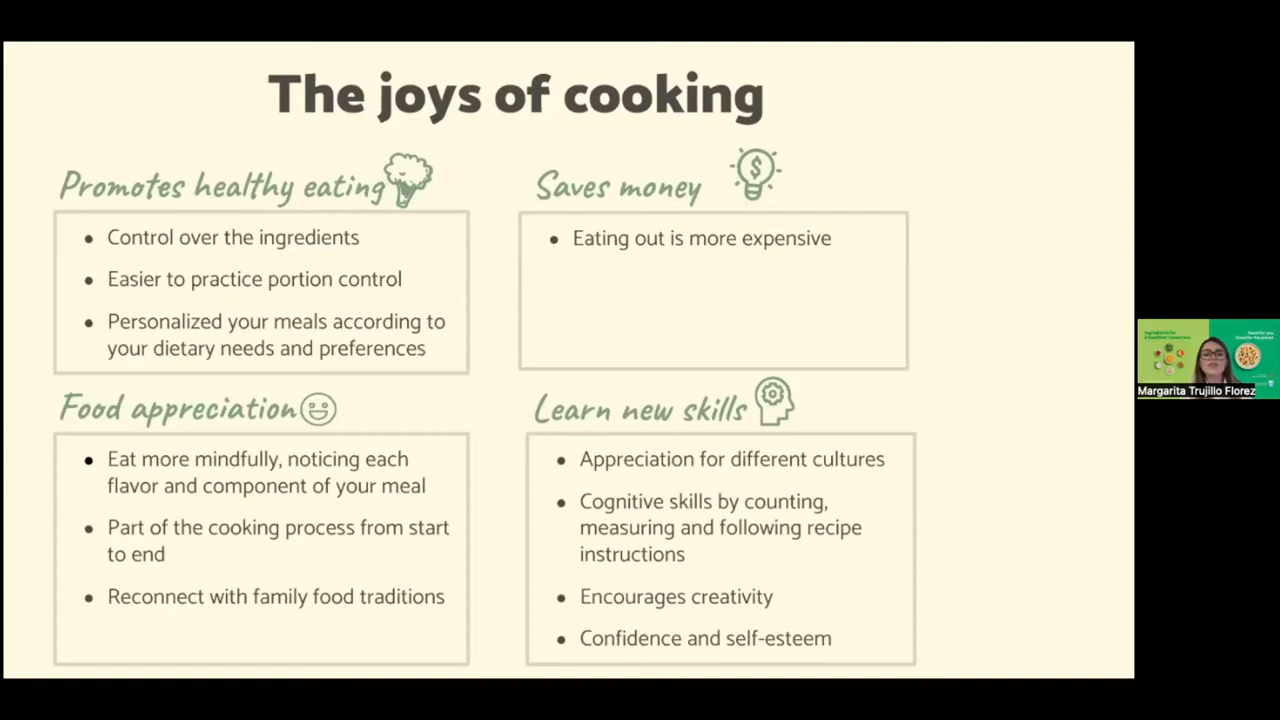 The joys of cooking
Promotes healthy eating
Control over the ingredients
Easier to practice portion control
Personalized your meals according to
your dietary needs and preferences
Saves money
Eating out is more expensive
Food appreciation
Eat more mindfully, noticing each
flavor and component of your meal
Part of the cooking process from start
to end
Reconnect with family food traditions
Learn new skills
Appreciation for different cultures
Cognitive skills by counting,
measuring and following recipe
instructions
Encourages creativity
Confidence and self-esteem
Margarita Trujillo Florez